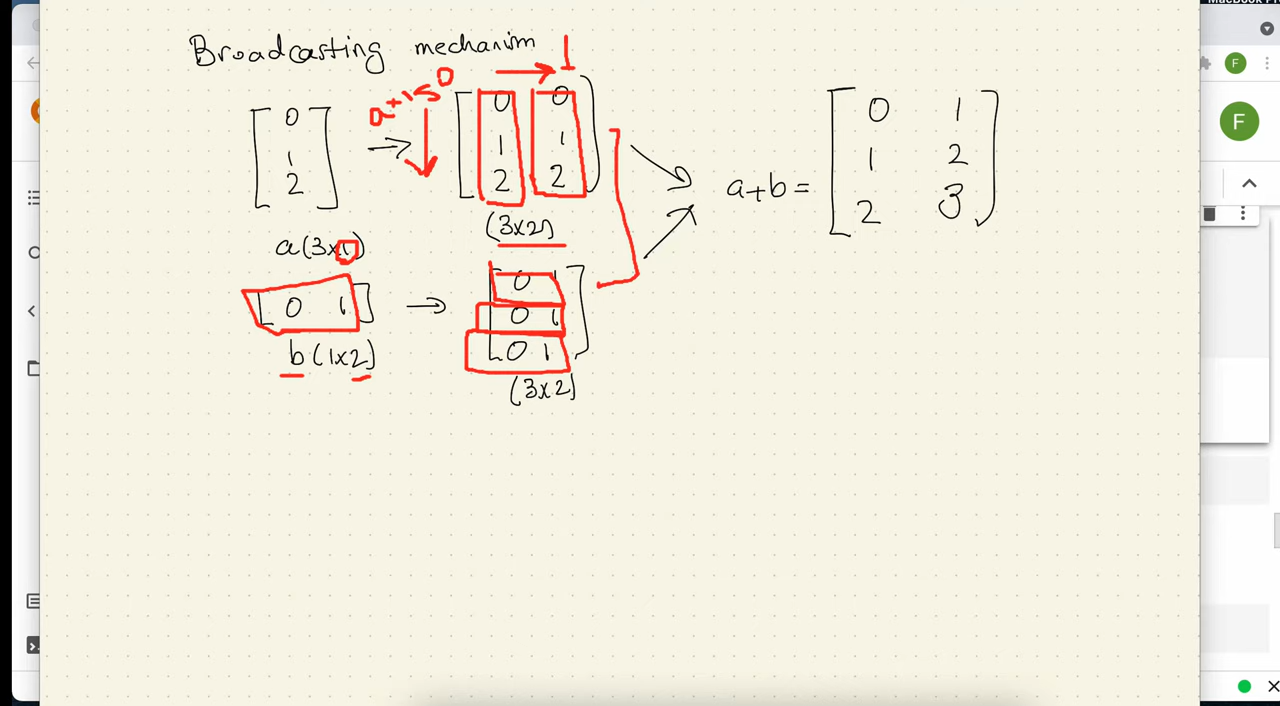 Broadcasting mechanism 1
axis 0
[0
1
2]
a(3x1)
→
[0 0
1 1
2 2]
(3x2)
[0 1]
b(1x2)
→
[0 1
0 1
0 1]
(3x2)
a+b = [0 1
1 2
2 3]
F
F